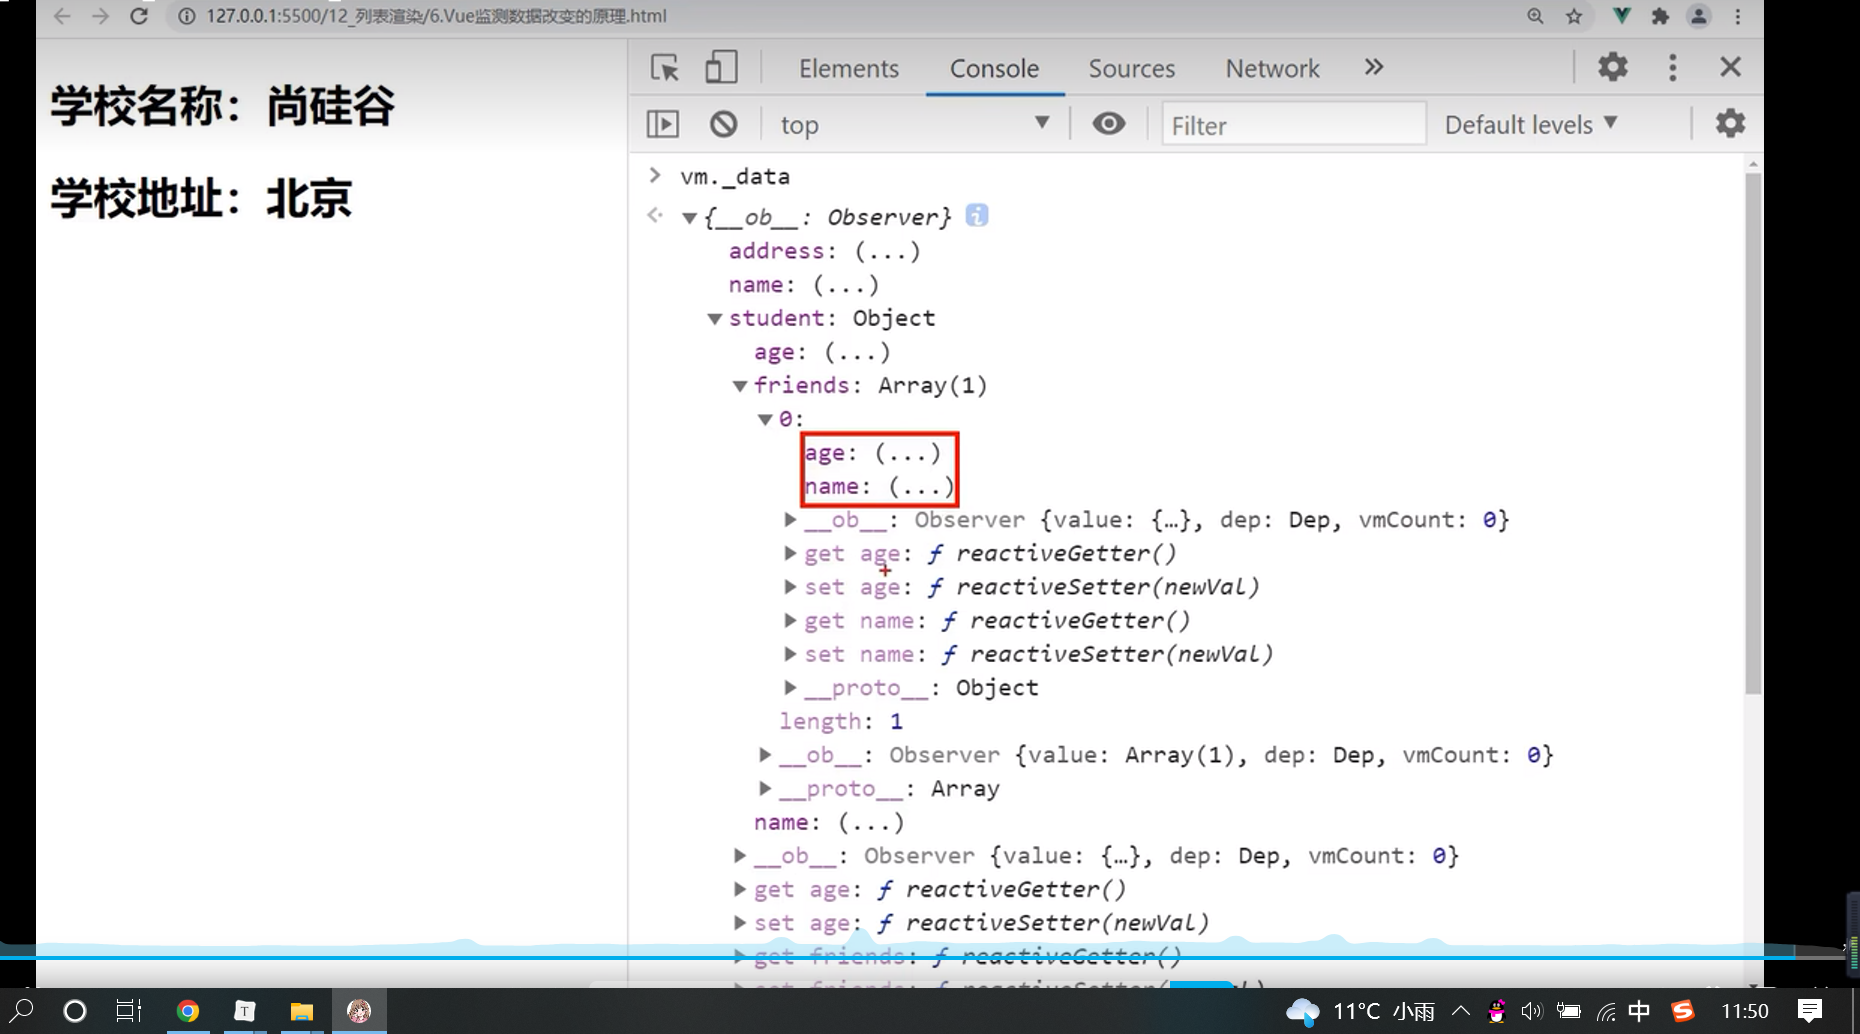 127.0.0.1:5500/12_列表渲染/6.Vue监测数据改变的原理.html
学校名称：尚硅谷
学校地址：北京
Elements Console Sources Network »
top Filter Default levels
> vm._data
{__ob__: Observer} i
address: (...)
name: (...)
student: Object
age: (...)
friends: Array(1)
0:
age: (...)
name: (...)
__ob__: Observer {value: {…}, dep: Dep, vmCount: 0}
get age: ƒ reactiveGetter()
set age: ƒ reactiveSetter(newVal)
get name: ƒ reactiveGetter()
set name: ƒ reactiveSetter(newVal)
__proto__: Object
length: 1
__ob__: Observer {value: Array(1), dep: Dep, vmCount: 0}
__proto__: Array
name: (...)
__ob__: Observer {value: {…}, dep: Dep, vmCount: 0}
get age: ƒ reactiveGetter()
set age: ƒ reactiveSetter(newVal)
get friends: ƒ reactiveGetter()
T 11°C 小雨 中 S 11:50